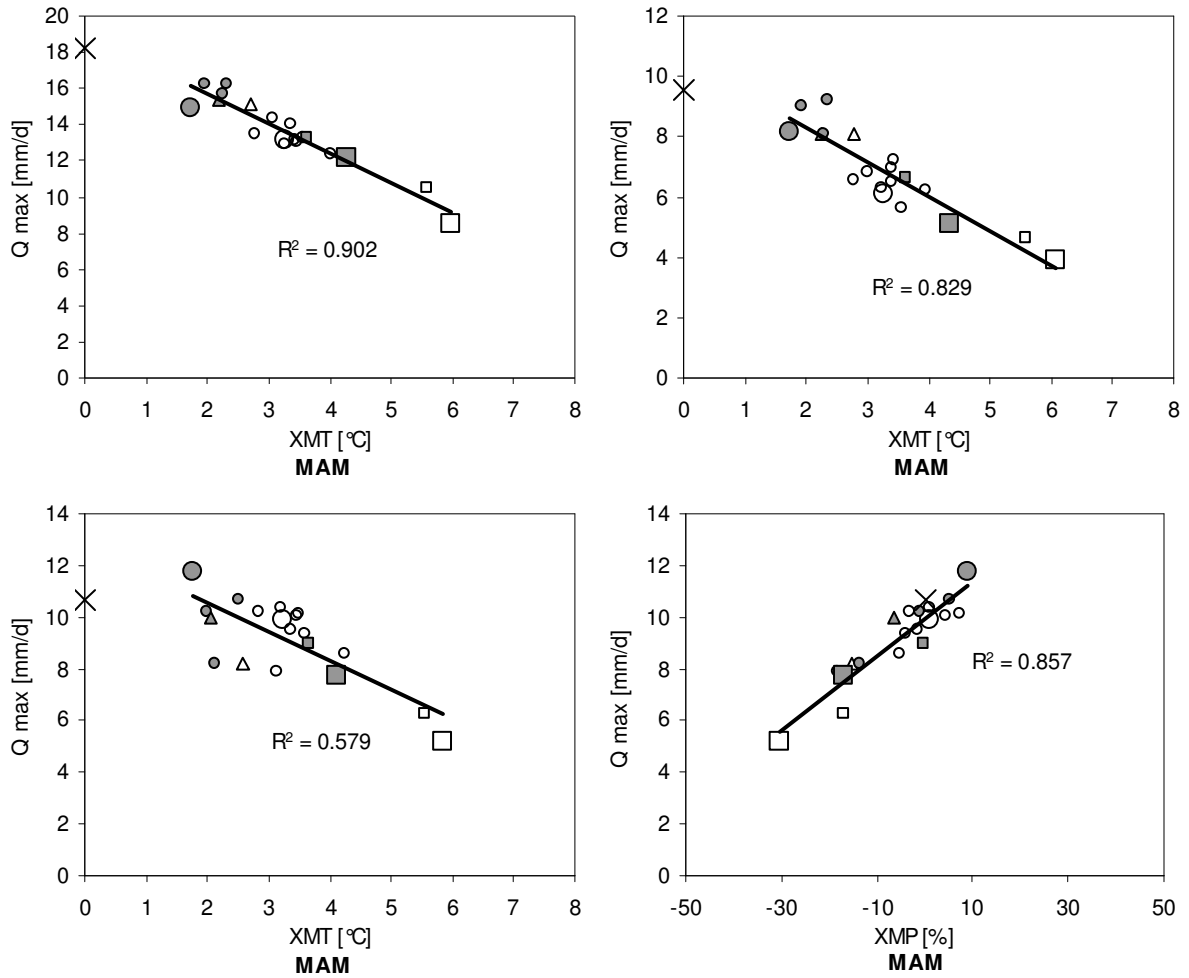 20
18
16
14
12
10
8
6
4
2
0
Q max [mm/d]
R² = 0.902
0 1 2 3 4 5 6 7 8
XMT [°C]
MAM
12
10
8
6
4
2
0
Q max [mm/d]
R² = 0.829
0 1 2 3 4 5 6 7 8
XMT [°C]
MAM
14
12
10
8
6
4
2
0
Q max [mm/d]
R² = 0.579
0 1 2 3 4 5 6 7 8
XMT [°C]
MAM
14
12
10
8
6
4
2
0
Q max [mm/d]
R² = 0.857
-50 -30 -10 10 30 50
XMP [%]
MAM